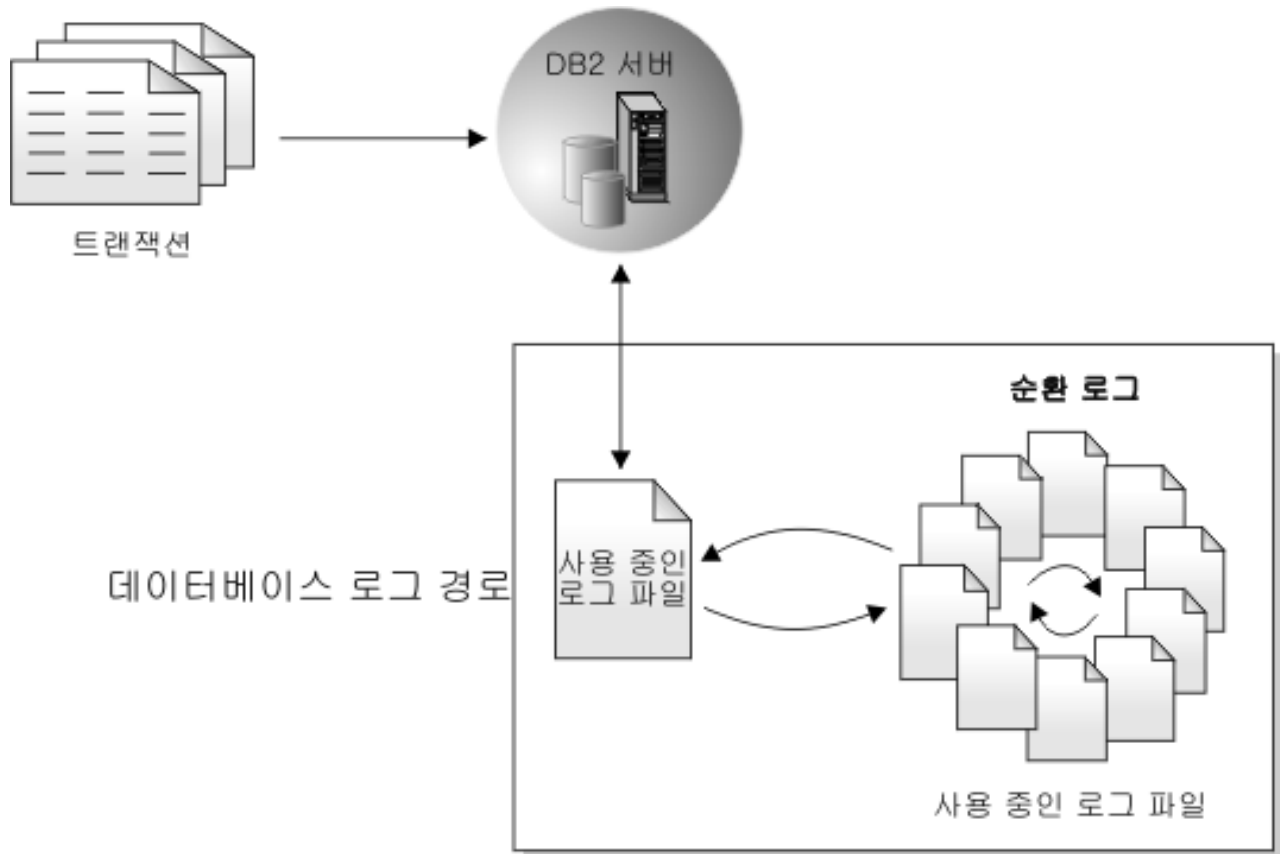 DB2 서버
트랜잭션
순환 로그
사용 중인
로그 파일
데이터베이스 로그 경로
사용 중인 로그 파일